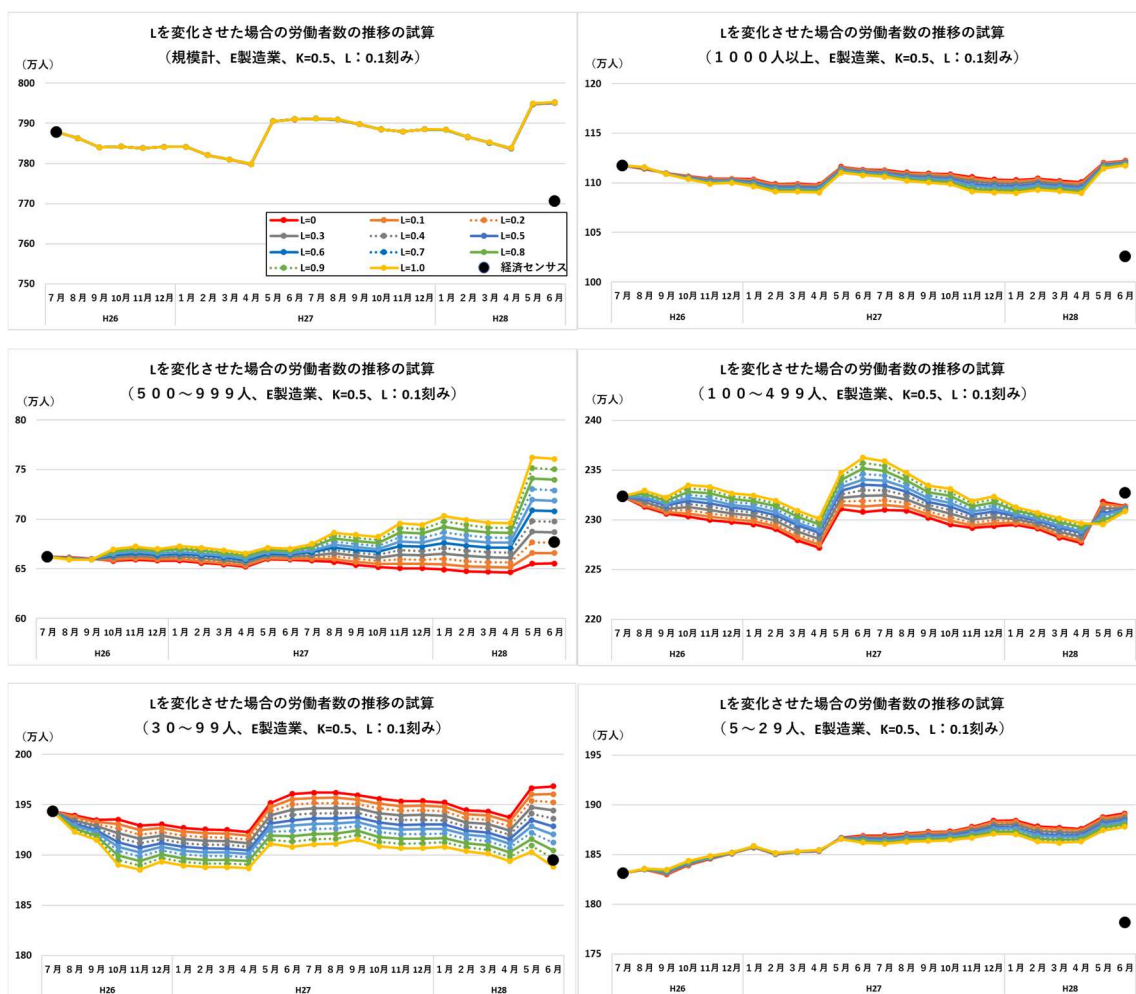 Lを変化させた場合の労働者数の推移の試算
（規模計、E製造業、K=0.5、L：0.1刻み）
（万人）
800
790
780
770
760
750
L=0 L=0.1 L=0.2
L=0.3 L=0.4 L=0.5
L=0.6 L=0.7 L=0.8
L=0.9 L=1.0 経済センサス
7月 8月 9月 10月 11月 12月 1月 2月 3月 4月 5月 6月 7月 8月 9月 10月 11月 12月 1月 2月 3月 4月 5月 6月
H26 H27 H28
Lを変化させた場合の労働者数の推移の試算
（１０００人以上、E製造業、K=0.5、L：0.1刻み）
（万人）
120
115
110
105
100
7月 8月 9月 10月 11月 12月 1月 2月 3月 4月 5月 6月 7月 8月 9月 10月 11月 12月 1月 2月 3月 4月 5月 6月
H26 H27 H28
Lを変化させた場合の労働者数の推移の試算
（５００～９９９人、E製造業、K=0.5、L：0.1刻み）
（万人）
80
75
70
65
60
7月 8月 9月 10月 11月 12月 1月 2月 3月 4月 5月 6月 7月 8月 9月 10月 11月 12月 1月 2月 3月 4月 5月 6月
H26 H27 H28
Lを変化させた場合の労働者数の推移の試算
（１００～４９９人、E製造業、K=0.5、L：0.1刻み）
（万人）
240
235
230
225
220
7月 8月 9月 10月 11月 12月 1月 2月 3月 4月 5月 6月 7月 8月 9月 10月 11月 12月 1月 2月 3月 4月 5月 6月
H26 H27 H28
Lを変化させた場合の労働者数の推移の試算
（３０～９９人、E製造業、K=0.5、L：0.1刻み）
（万人）
200
195
190
185
180
7月 8月 9月 10月 11月 12月 1月 2月 3月 4月 5月 6月 7月 8月 9月 10月 11月 12月 1月 2月 3月 4月 5月 6月
H26 H27 H28
Lを変化させた場合の労働者数の推移の試算
（５～２９人、E製造業、K=0.5、L：0.1刻み）
（万人）
195
190
185
180
175
7月 8月 9月 10月 11月 12月 1月 2月 3月 4月 5月 6月 7月 8月 9月 10月 11月 12月 1月 2月 3月 4月 5月 6月
H26 H27 H28